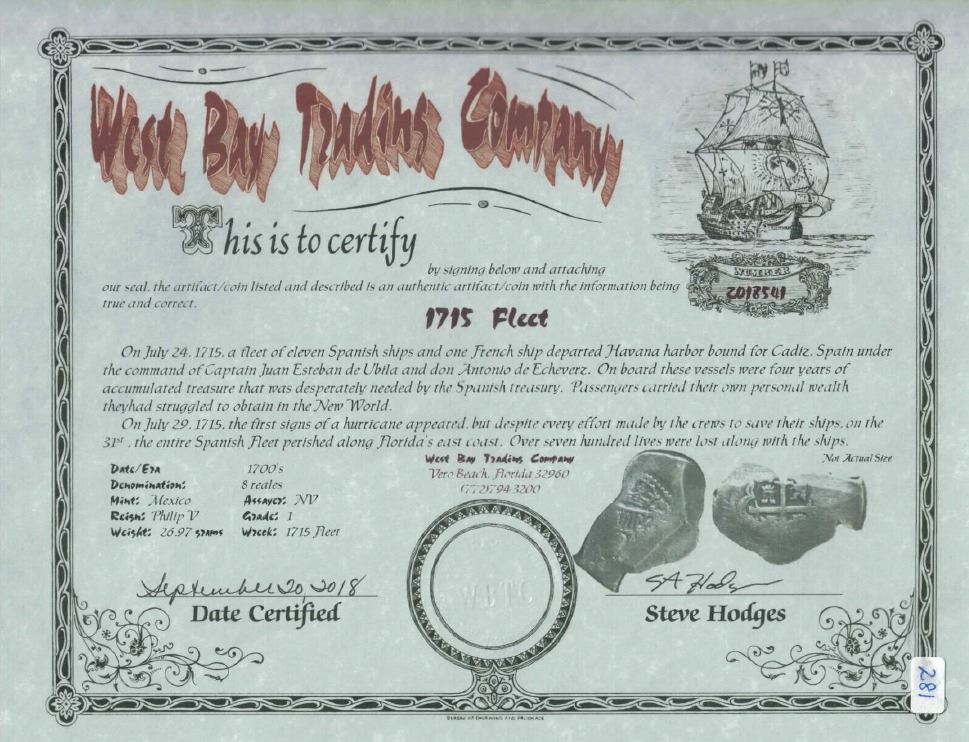 West Bay Trading Company
This is to certify
by signing below and attaching
our seal, the artifact/coin listed and described is an authentic artifact/coin with the information being
true and correct.
NUMBER
2018541
1715 Fleet
On July 24, 1715, a fleet of eleven Spanish ships and one French ship departed Havana harbor bound for Cadiz, Spain under
the command of Captain Juan Esteban de Ubila and don Antonio de Echeverz. On board these vessels were four years of
accumulated treasure that was desperately needed by the Spanish treasury. Passengers carried their own personal wealth
theyhad struggled to obtain in the New World.
On July 29, 1715, the first signs of a hurricane appeared, but despite every effort made by the crews to save their ships, on the
31st , the entire Spanish Fleet perished along Florida's east coast. Over seven hundred lives were lost along with the ships.
West Bay Trading Company
Vero Beach, Florida 32960
(772)794-3200
Not Actual Size
Date/Era 1700's
Denomination: 8 reales
Mint: Mexico Assayer: NV
Reign: Philip V Grade: 1
Weight: 26.97 grams Wreck: 1715 Fleet
September 20, 2018
Date Certified
WBTC
SA Hodges
Steve Hodges
281